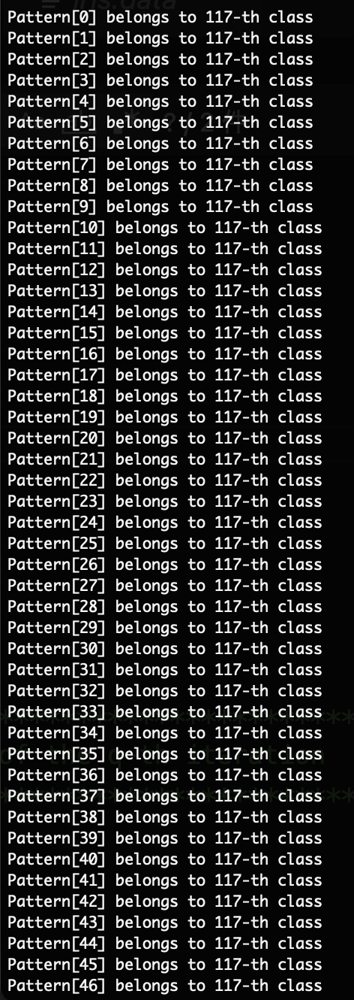 Pattern[0] belongs to 117-th class
Pattern[1] belongs to 117-th class
Pattern[2] belongs to 117-th class
Pattern[3] belongs to 117-th class
Pattern[4] belongs to 117-th class
Pattern[5] belongs to 117-th class
Pattern[6] belongs to 117-th class
Pattern[7] belongs to 117-th class
Pattern[8] belongs to 117-th class
Pattern[9] belongs to 117-th class
Pattern[10] belongs to 117-th class
Pattern[11] belongs to 117-th class
Pattern[12] belongs to 117-th class
Pattern[13] belongs to 117-th class
Pattern[14] belongs to 117-th class
Pattern[15] belongs to 117-th class
Pattern[16] belongs to 117-th class
Pattern[17] belongs to 117-th class
Pattern[18] belongs to 117-th class
Pattern[19] belongs to 117-th class
Pattern[20] belongs to 117-th class
Pattern[21] belongs to 117-th class
Pattern[22] belongs to 117-th class
Pattern[23] belongs to 117-th class
Pattern[24] belongs to 117-th class
Pattern[25] belongs to 117-th class
Pattern[26] belongs to 117-th class
Pattern[27] belongs to 117-th class
Pattern[28] belongs to 117-th class
Pattern[29] belongs to 117-th class
Pattern[30] belongs to 117-th class
Pattern[31] belongs to 117-th class
Pattern[32] belongs to 117-th class
Pattern[33] belongs to 117-th class
Pattern[34] belongs to 117-th class
Pattern[35] belongs to 117-th class
Pattern[36] belongs to 117-th class
Pattern[37] belongs to 117-th class
Pattern[38] belongs to 117-th class
Pattern[39] belongs to 117-th class
Pattern[40] belongs to 117-th class
Pattern[41] belongs to 117-th class
Pattern[42] belongs to 117-th class
Pattern[43] belongs to 117-th class
Pattern[44] belongs to 117-th class
Pattern[45] belongs to 117-th class
Pattern[46] belongs to 117-th class